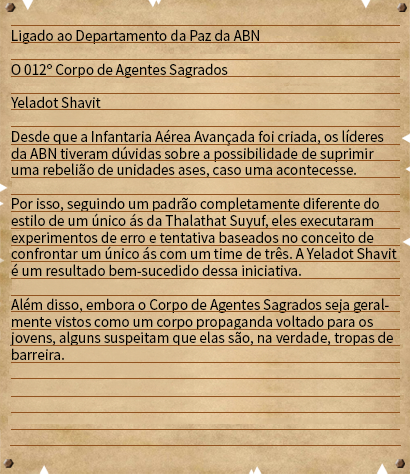 Ligado ao Departamento da Paz da ABN
O 012º Corpo de Agentes Sagrados
Yeladot Shavit
Desde que a Infantaria Aérea Avançada foi criada, os líderes
da ABN tiveram dúvidas sobre a possibilidade de suprimir
uma rebelião de unidades ases, caso uma acontecesse.
Por isso, seguindo um padrão completamente diferente do
estilo de um único ás da Thalathat Suyuf, eles executaram
experimentos de erro e tentativa baseados no conceito de
confrontar um único ás com um time de três. A Yeladot Shavit
é um resultado bem-sucedido dessa iniciativa.
Além disso, embora o Corpo de Agentes Sagrados seja geral-
mente vistos como um corpo propaganda voltado para os
jovens, alguns suspeitam que elas são, na verdade, tropas de
barreira.